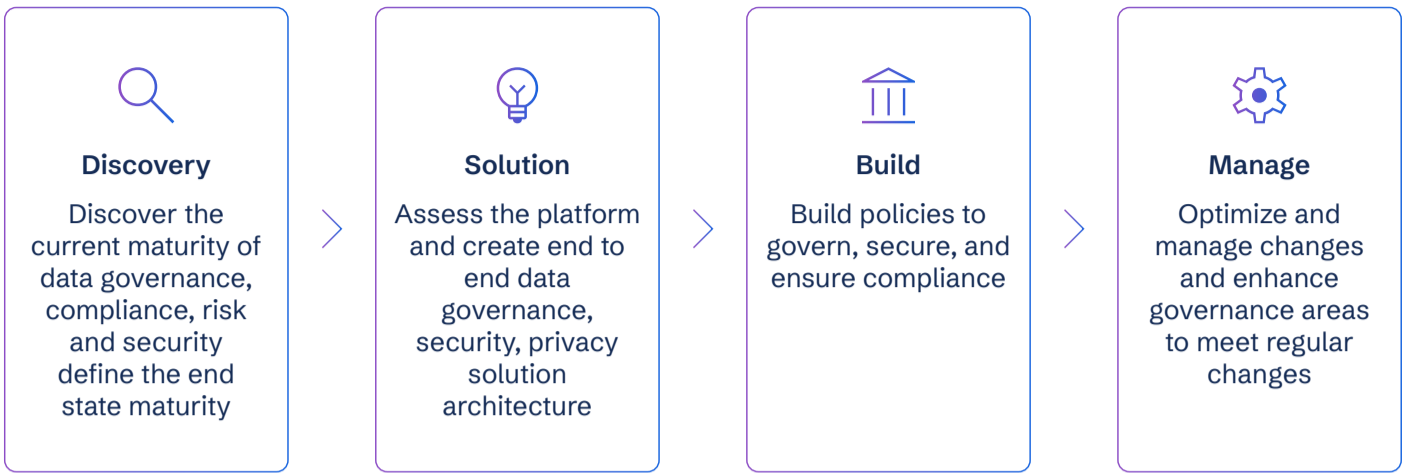 Discovery
Discover the
current maturity of
data governance,
compliance, risk
and security
define the end
state maturity
Solution
Assess the platform
and create end to
end data
governance,
security, privacy
solution
architecture
Build
Build policies to
govern, secure, and
ensure compliance
Manage
Optimize and
manage changes
and enhance
governance areas
to meet regular
changes